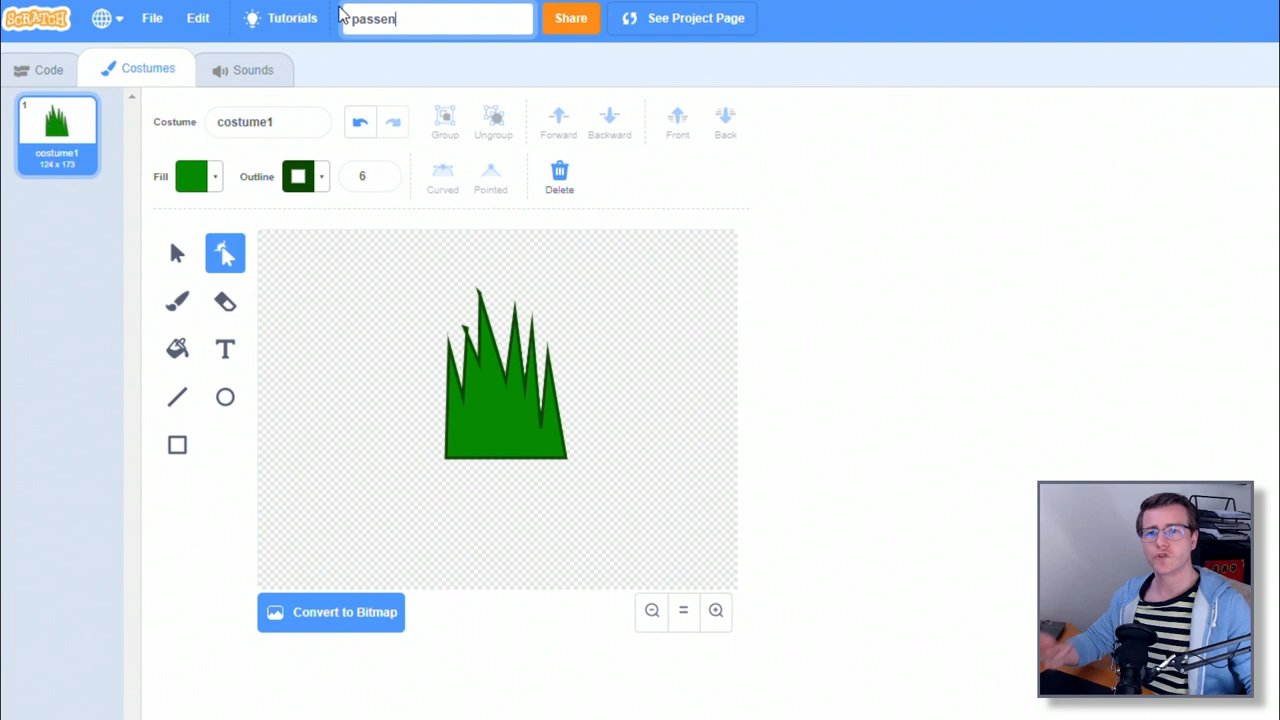 SCRATCH
File
Edit
Tutorials
passen
Share
See Project Page
Code
Costumes
Sounds
1
costume1
124 x 173
Costume
costume1
Group
Ungroup
Forward
Backward
Front
Back
Fill
Outline
6
Curved
Pointed
Delete
T
Convert to Bitmap